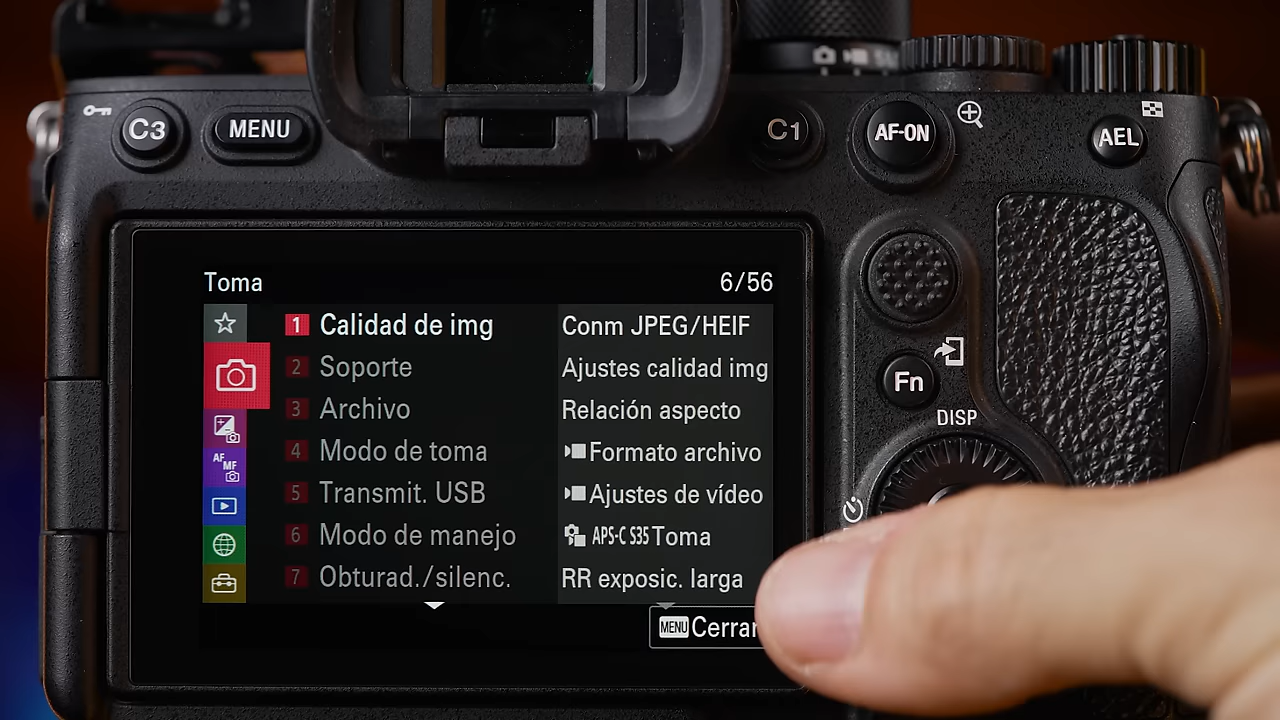 C3
MENU
C1
AF-ON
AEL
Toma
6/56
1 Calidad de img
Conm JPEG/HEIF
2 Soporte
Ajustes calidad img
3 Archivo
Relación aspecto
4 Modo de toma
Formato archivo
5 Transmit. USB
Ajustes de vídeo
6 Modo de manejo
APS-C S35 Toma
7 Obturad./silenc.
RR exposic. larga
AF MF
MENU Cerrar
Fn
DISP